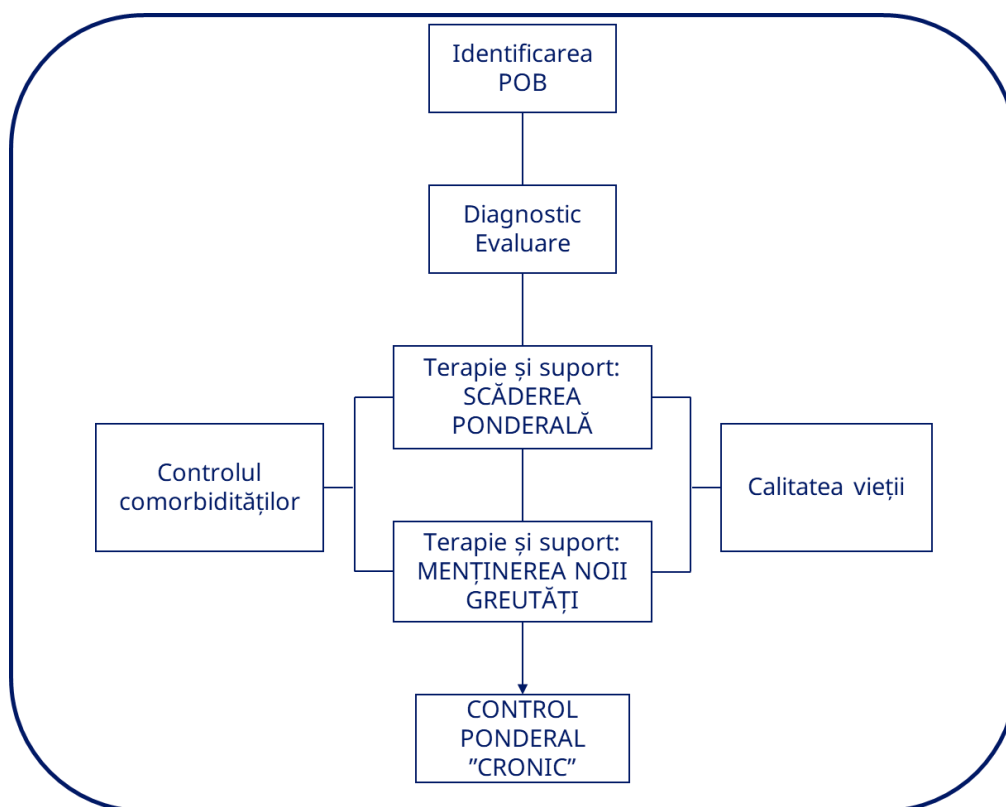 Identificarea
POB
Diagnostic
Evaluare
Terapie și suport:
SCĂDEREA
PONDERALĂ
Controlul
comorbidităților
Calitatea vieții
Terapie și suport:
MENȚINEREA NOII
GREUTĂȚI
CONTROL
PONDERAL
”CRONIC”